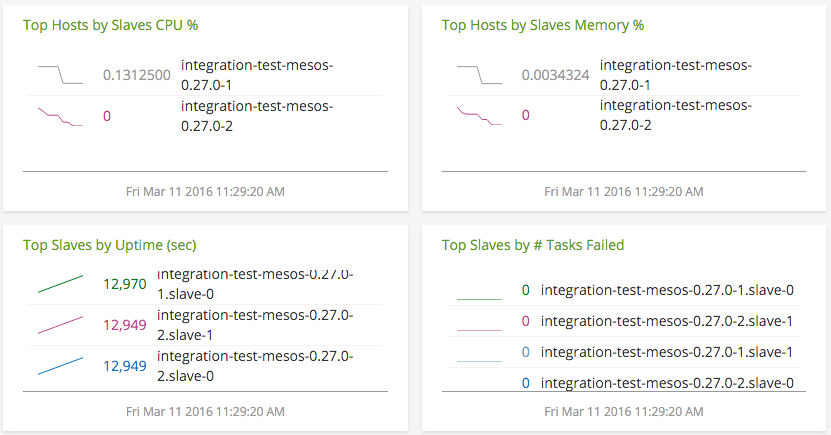 Top Hosts by Slaves CPU %
0.1312500 integration-test-mesos-
0.27.0-1
0 integration-test-mesos-
0.27.0-2
Fri Mar 11 2016 11:29:20 AM
Top Hosts by Slaves Memory %
0.0034324 integration-test-mesos-
0.27.0-1
0 integration-test-mesos-
0.27.0-2
Fri Mar 11 2016 11:29:20 AM
Top Slaves by Uptime (sec)
12,970 integration-test-mesos-0.27.0-
1.slave-0
12,949 integration-test-mesos-0.27.0-
2.slave-1
12,949 integration-test-mesos-0.27.0-
2.slave-0
Fri Mar 11 2016 11:29:20 AM
Top Slaves by # Tasks Failed
0 integration-test-mesos-0.27.0-1.slave-0
0 integration-test-mesos-0.27.0-2.slave-1
0 integration-test-mesos-0.27.0-1.slave-1
0 integration-test-mesos-0.27.0-2.slave-0
Fri Mar 11 2016 11:29:20 AM